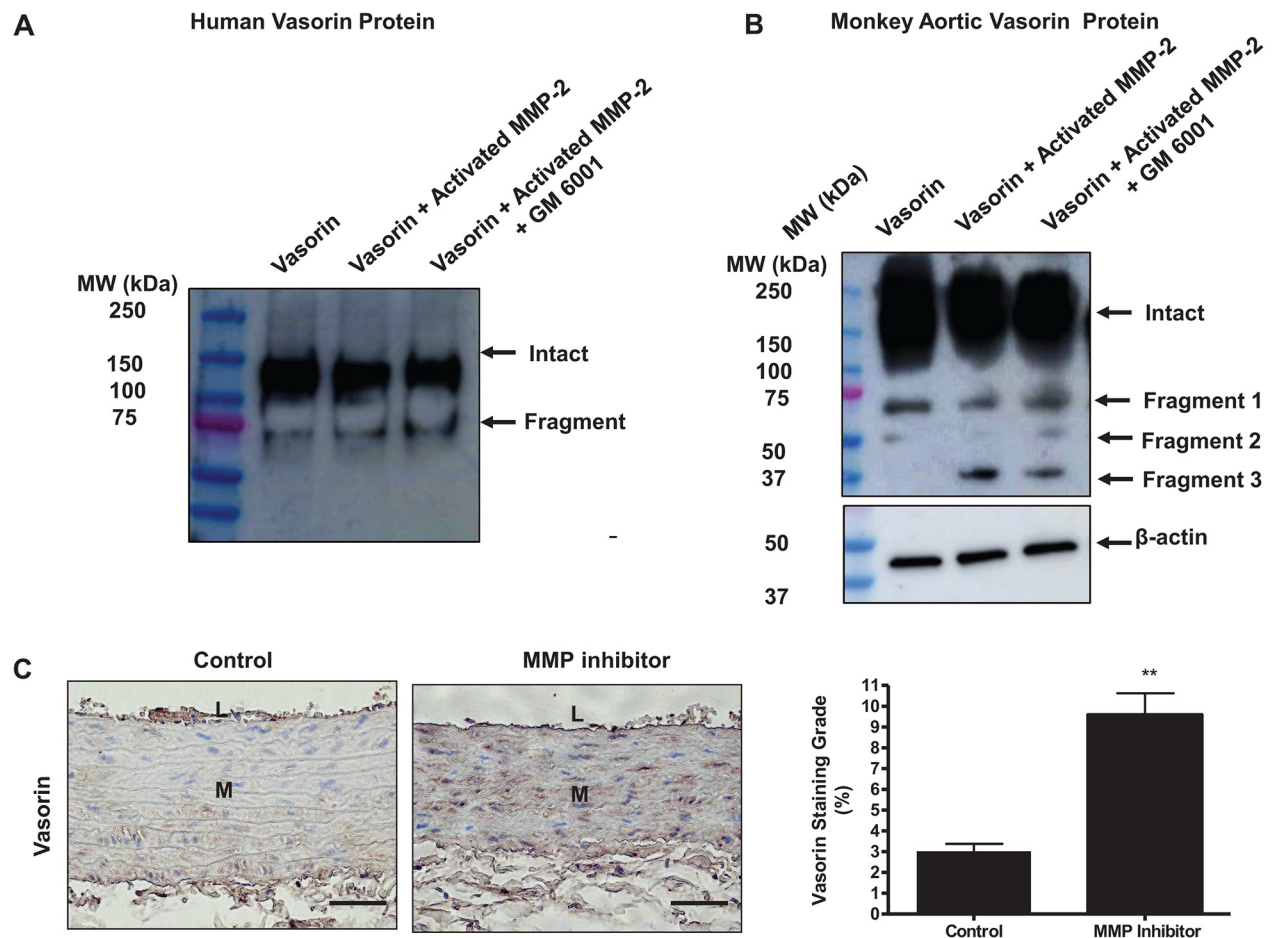 A
Human Vasorin Protein
Vasorin
Vasorin + Activated MMP-2
Vasorin + Activated MMP-2
+ GM 6001
MW (kDa)
250
150
100
75
Intact
Fragment
B
Monkey Aortic Vasorin Protein
MW (kDa)
Vasorin
Vasorin + Activated MMP-2
Vasorin + Activated MMP-2
+ GM 6001
MW (kDa)
250
150
100
75
50
37
Intact
Fragment 1
Fragment 2
Fragment 3
50
37
β-actin
C
Control
MMP inhibitor
Vasorin
L
M
L
M
Vasorin Staining Grade
(%)
11
10
9
8
7
6
5
4
3
2
1
0
**
Control
MMP Inhibitor